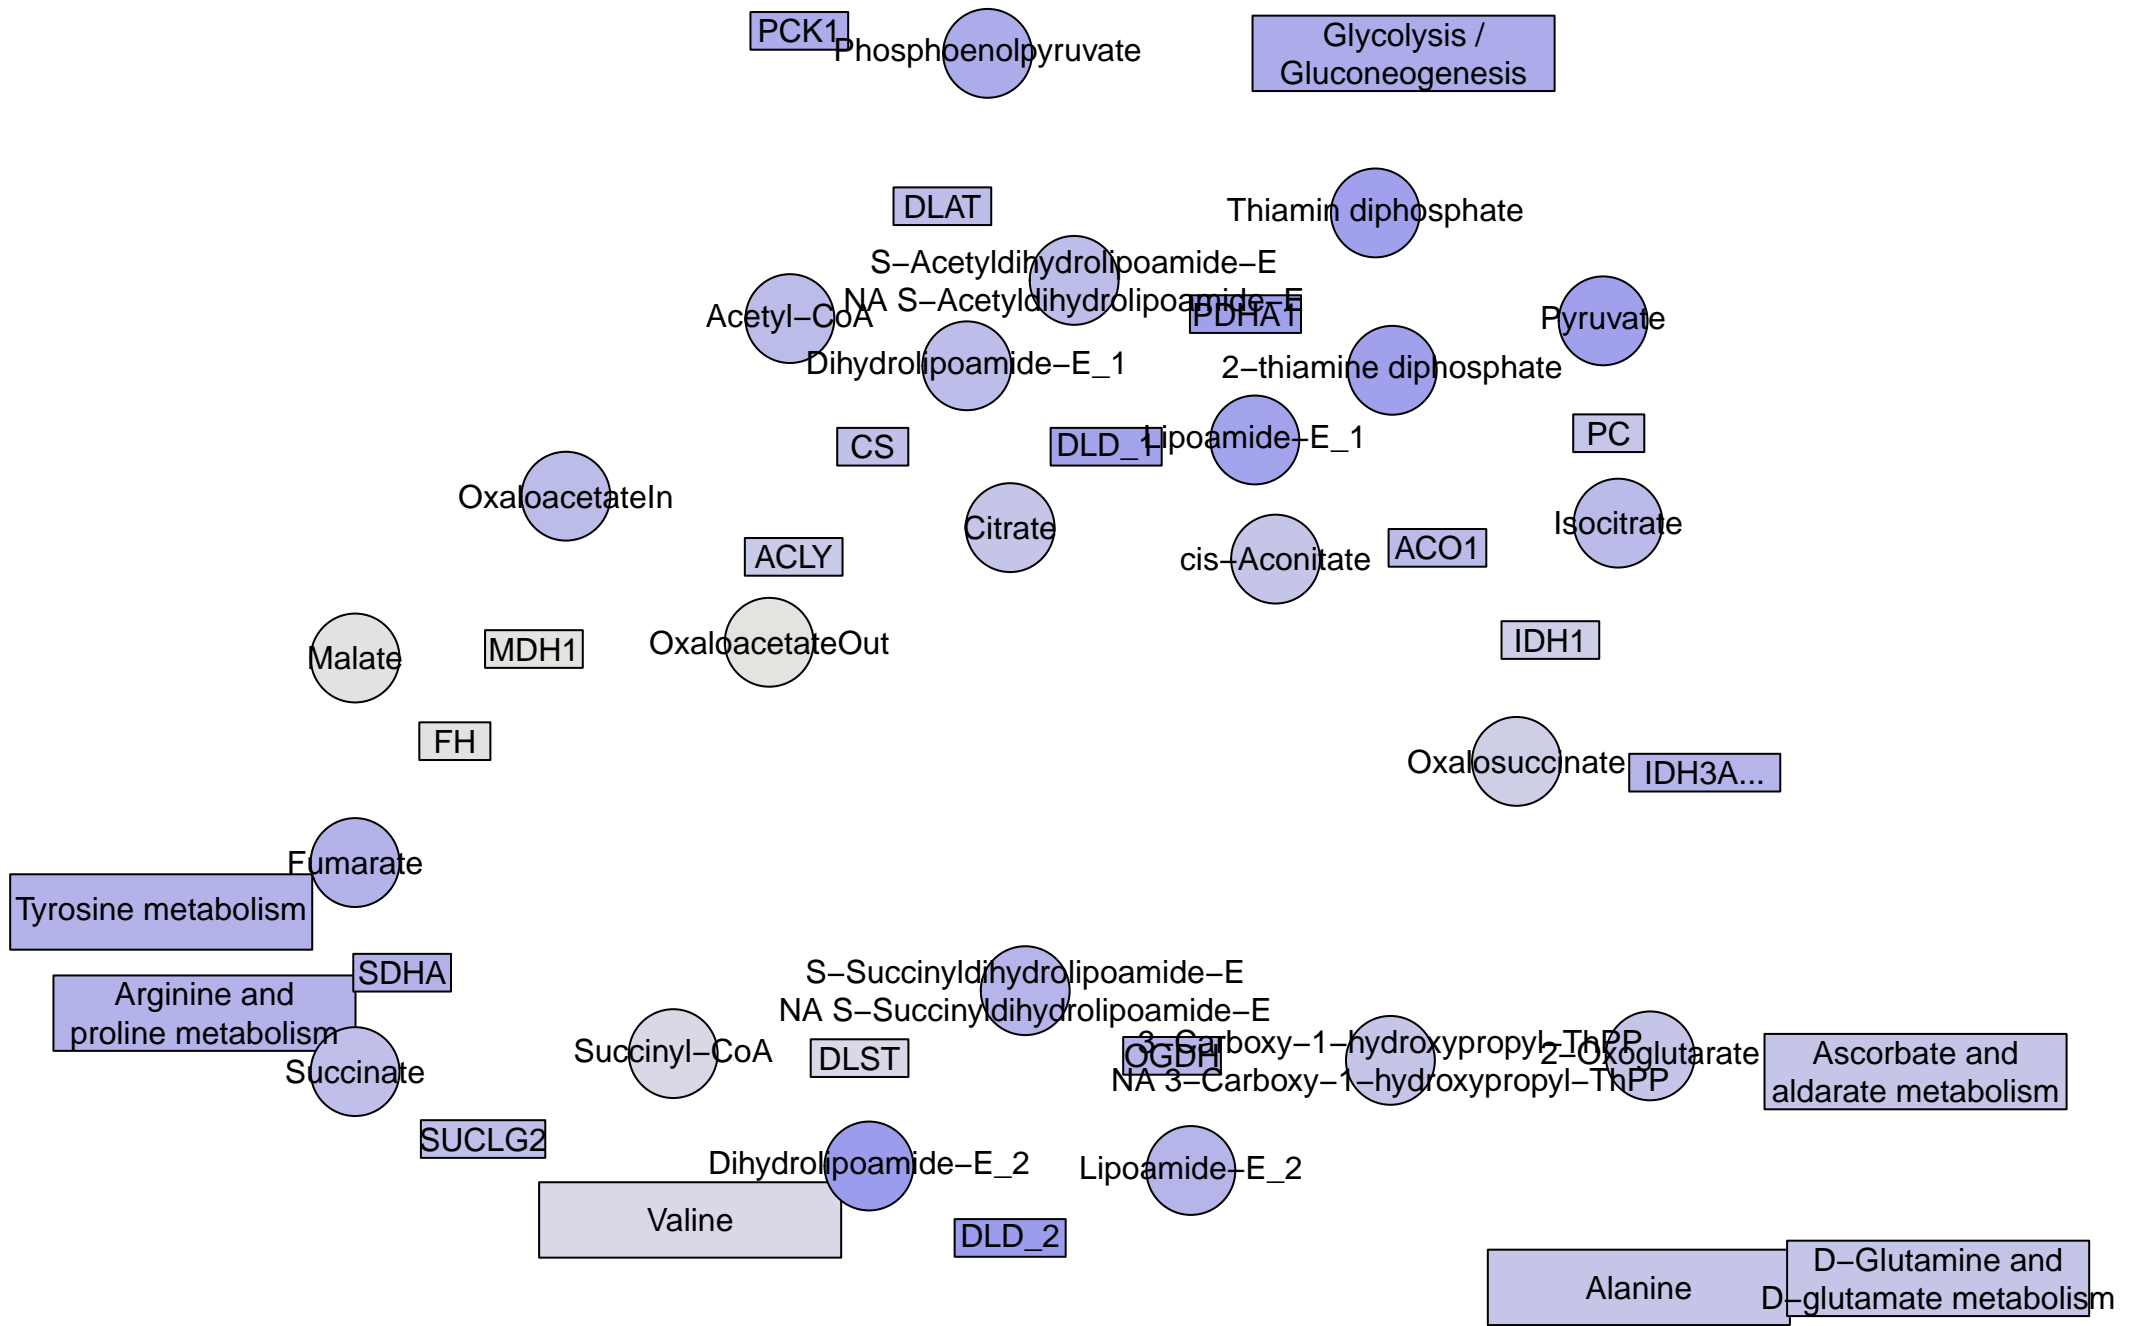 PCK1
Phosphoenolpyruvate
Glycolysis /
Gluconeogenesis
DLAT
Thiamin diphosphate
S−Acetyldihydrolipoamide−E
NA S−Acetyldihydrolipoamide−E
Acetyl−CoA
PDHA1
Pyruvate
Dihydrolipoamide−E_1
2−thiamine diphosphate
CS
DLD_1
Lipoamide−E_1
PC
OxaloacetateIn
Citrate
Isocitrate
ACLY
cis−Aconitate
ACO1
Malate
MDH1
OxaloacetateOut
IDH1
FH
Oxalosuccinate
IDH3A...
Fumarate
Tyrosine metabolism
SDHA
Arginine and
proline metabolism
S−Succinyldihydrolipoamide−E
NA S−Succinyldihydrolipoamide−E
Succinate
Succinyl−CoA
DLST
OGDH
3−Carboxy−1−hydroxypropyl−ThPP
NA 3−Carboxy−1−hydroxypropyl−ThPP
2−Oxoglutarate
Ascorbate and
aldarate metabolism
SUCLG2
Dihydrolipoamide−E_2
Lipoamide−E_2
Valine
DLD_2
Alanine
D−Glutamine and
D−glutamate metabolism